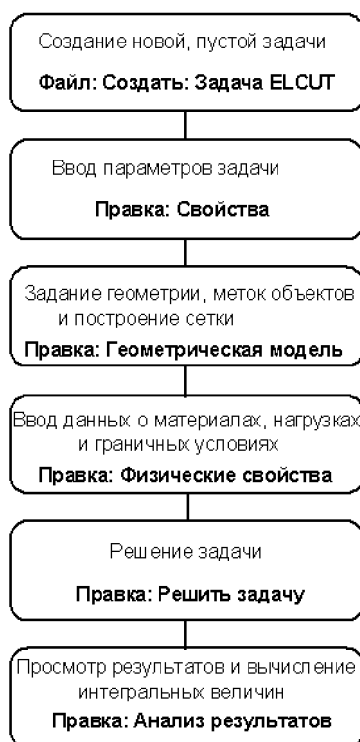 Создание новой, пустой задачи
Файл: Создать: Задача ELCUT
Ввод параметров задачи
Правка: Свойства
Задание геометрии, меток объектов
и построение сетки
Правка: Геометрическая модель
Ввод данных о материалах, нагрузках
и граничных условиях
Правка: Физические свойства
Решение задачи
Правка: Решить задачу
Просмотр результатов и вычисление
интегральных величин
Правка: Анализ результатов